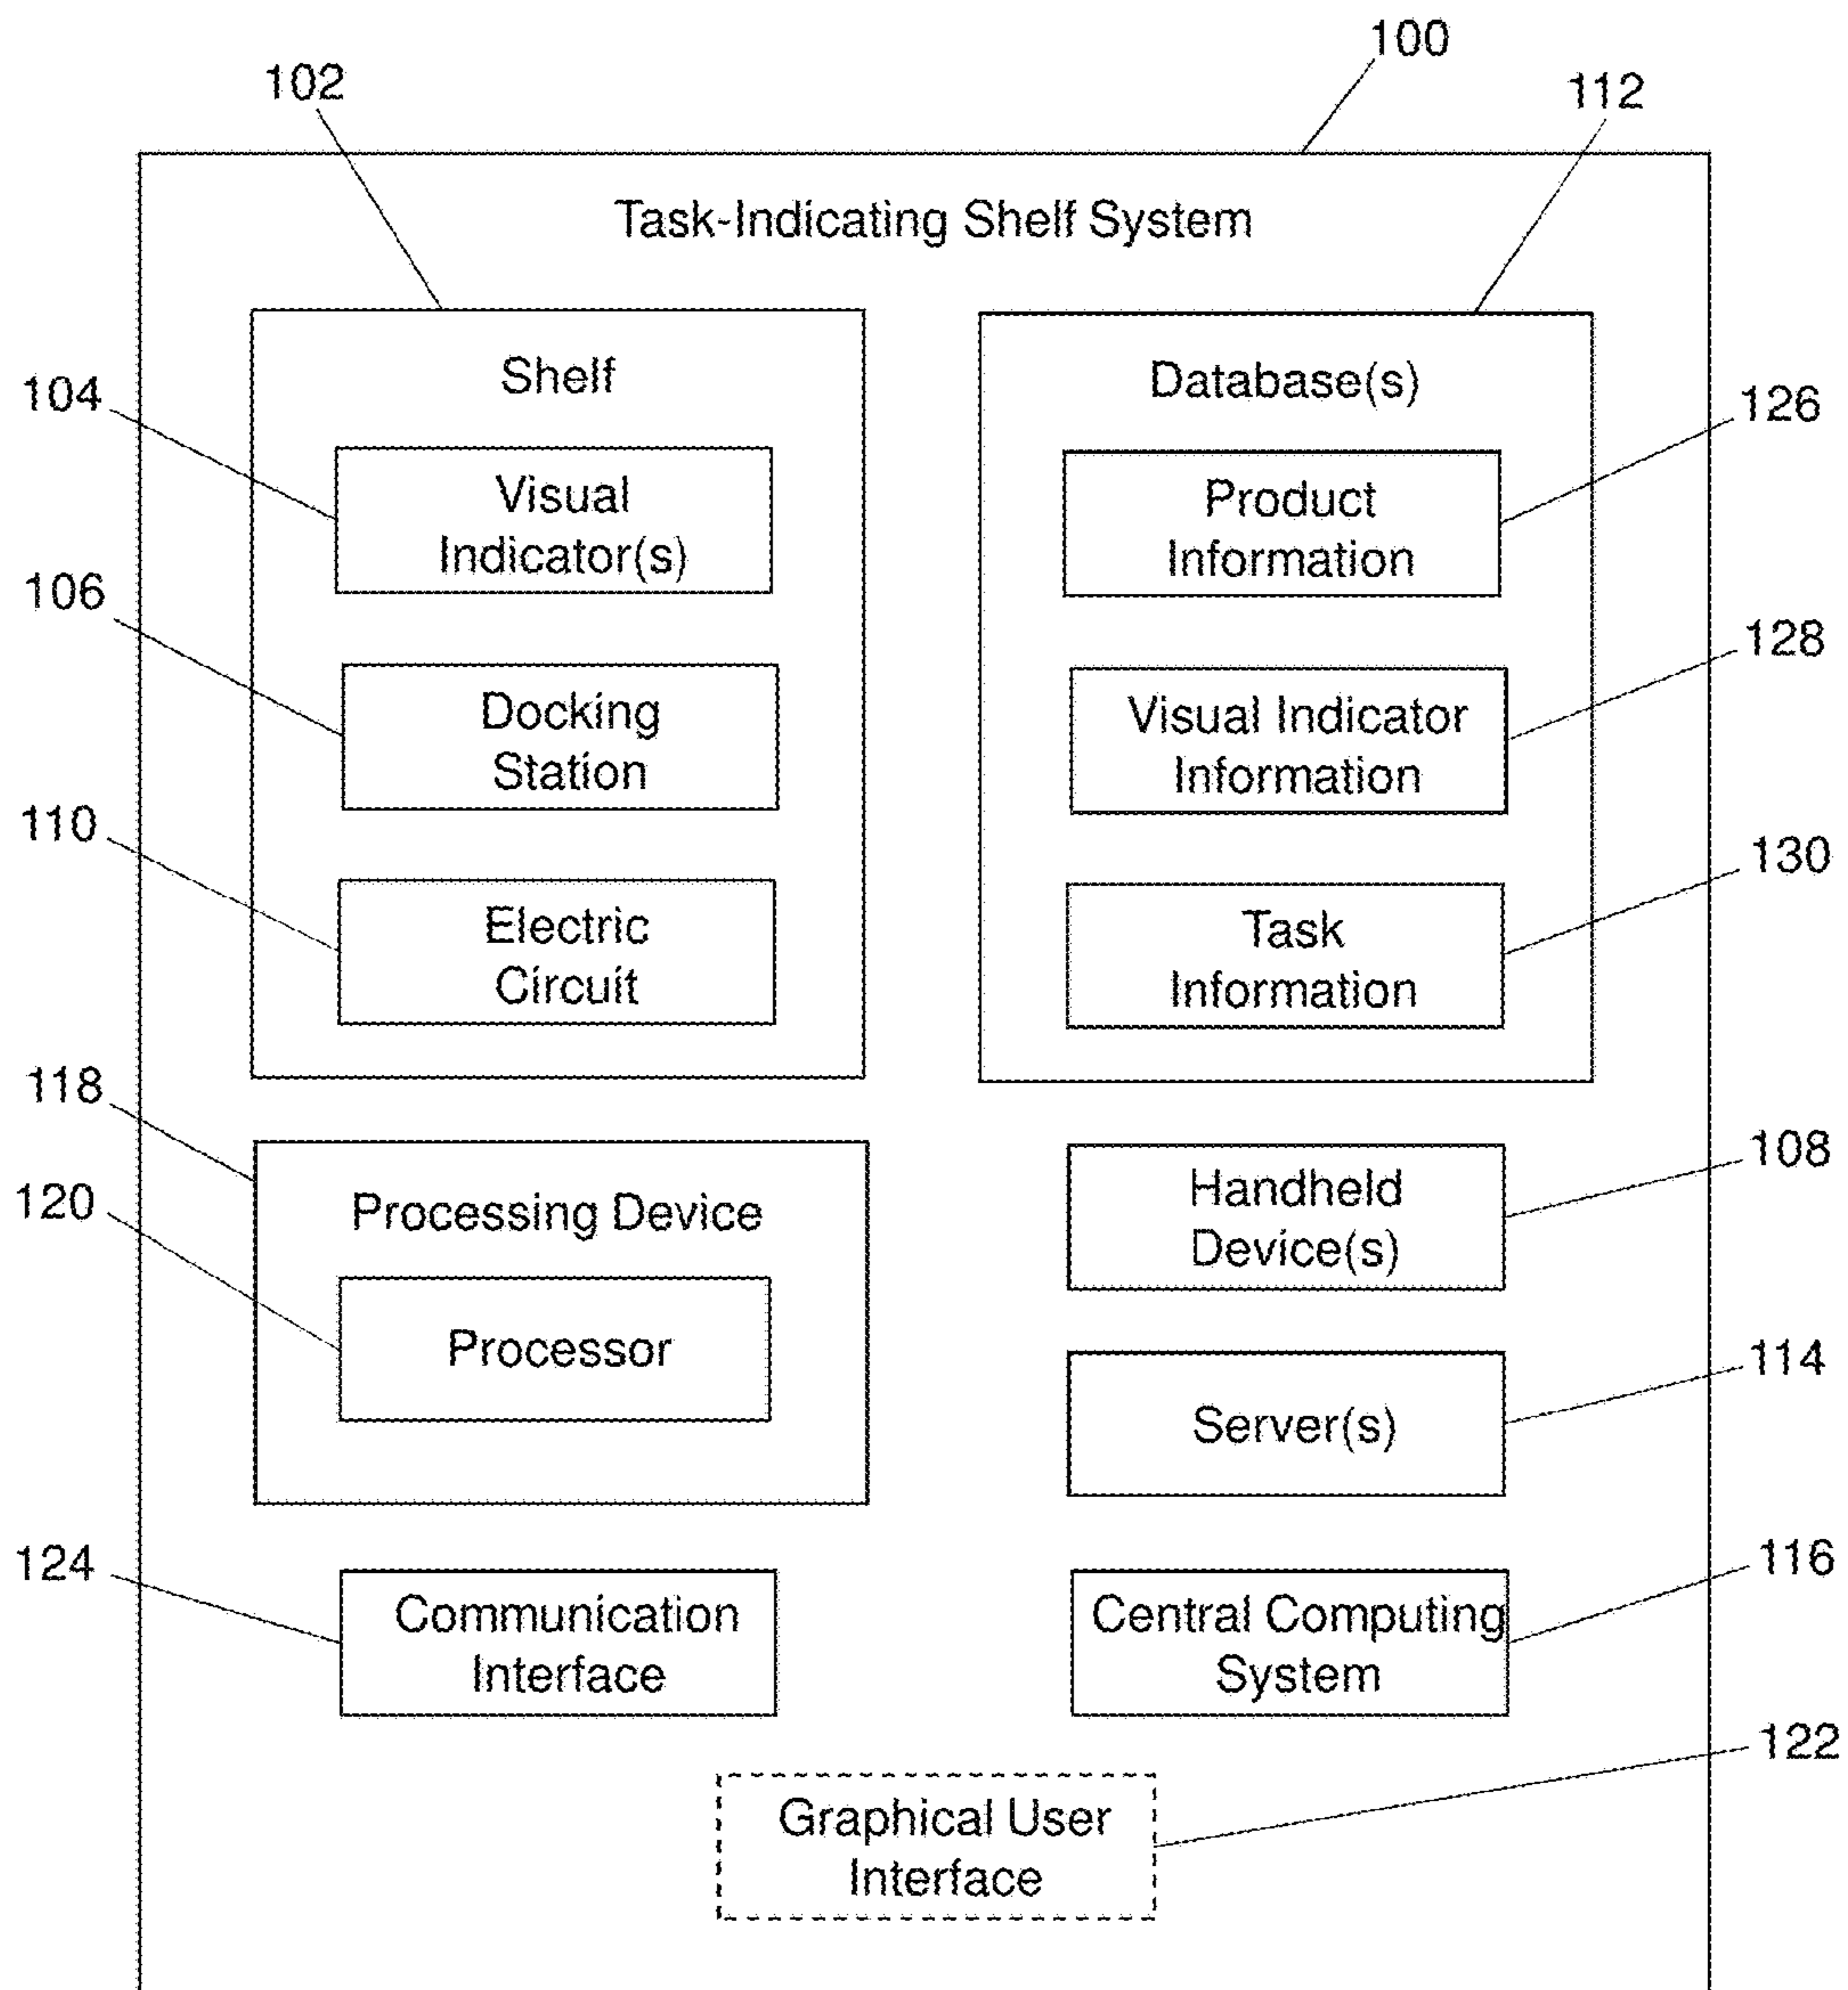 100
102
112
Task-Indicating Shelf System
Shelf
Database(s)
104
126
Visual
Indicator(s)
Product
Information
106
128
Docking
Station
Visual Indicator
Information
110
130
Electric
Circuit
Task
Information
118
108
Processing Device
Handheld
Device(s)
120
Processor
114
Server(s)
124
116
Communication
Interface
Central Computing
System
122
Graphical User
Interface